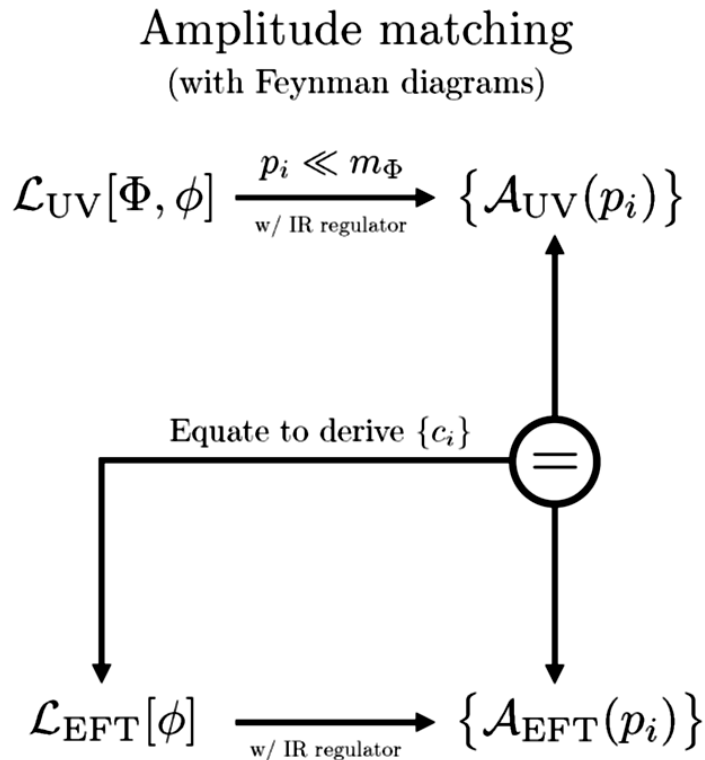 Amplitude matching
(with Feynman diagrams)
ℒ_UV[Φ, ϕ]
p_i ≪ m_Φ
w/ IR regulator
{𝒜_UV(p_i)}
Equate to derive {c_i}
=
ℒ_EFT[ϕ]
w/ IR regulator
{𝒜_EFT(p_i)}